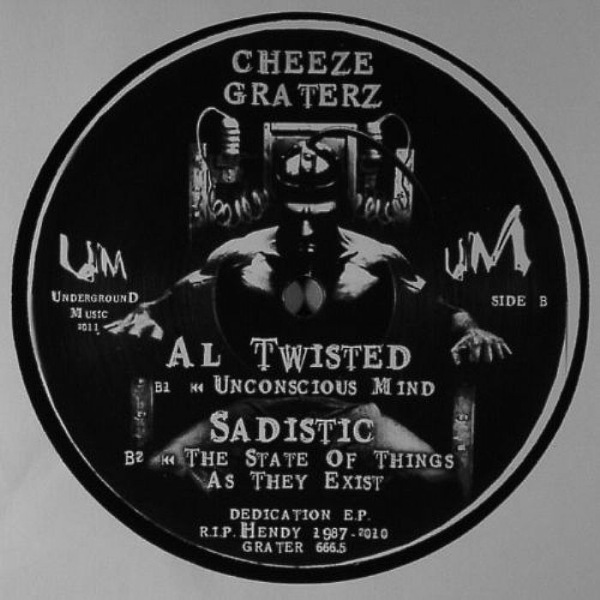 CHEEZE
GRATERZ
UM
UNDERGROUND
MUSIC
2011
UM
SIDE B
AL TWISTED
B1 ⏮ UNCONSCIOUS MIND
SADISTIC
B2 ⏮ THE STATE OF THINGS
AS THEY EXIST
DEDICATION E.P.
R.I.P. HENDY 1987-2010
GRATER 666.5